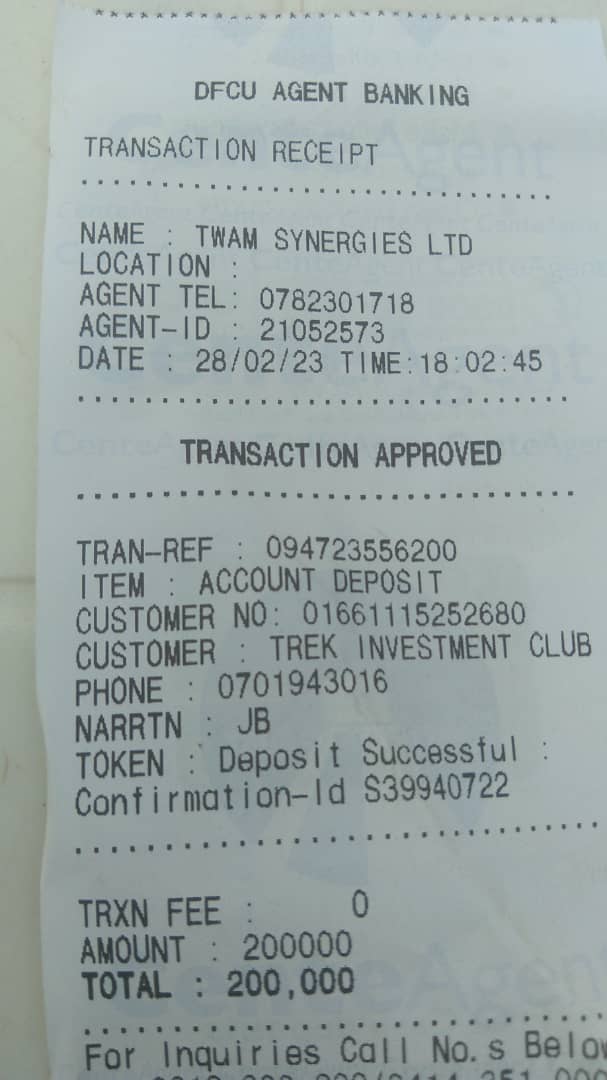 DFCU AGENT BANKING
TRANSACTION RECEIPT
NAME : TWAM SYNERGIES LTD
LOCATION :
AGENT TEL: 0782301718
AGENT-ID : 21052573
DATE : 28/02/23 TIME:18:02:45
TRANSACTION APPROVED
TRAN-REF : 094723556200
ITEM : ACCOUNT DEPOSIT
CUSTOMER NO: 01661115252680
CUSTOMER : TREK INVESTMENT CLUB
PHONE : 0701943016
NARRTN : JB
TOKEN : Deposit Successful :
Confirmation-Id S39940722
TRXN FEE : 0
AMOUNT : 200000
TOTAL : 200,000
For Inquiries Call No.s Below